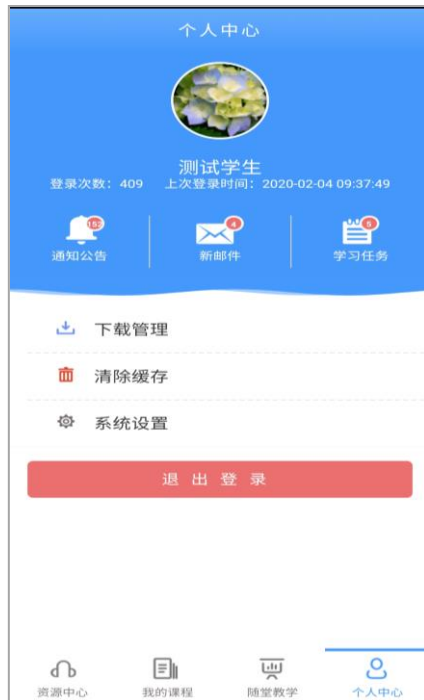 个人中心
测试学生
登录次数：409 上次登录时间：2020-02-04 09:37:49
153 4 5
通知公告 新邮件 学习任务
下载管理
清除缓存
系统设置
退出登录
资源中心 我的课程 随堂教学 个人中心